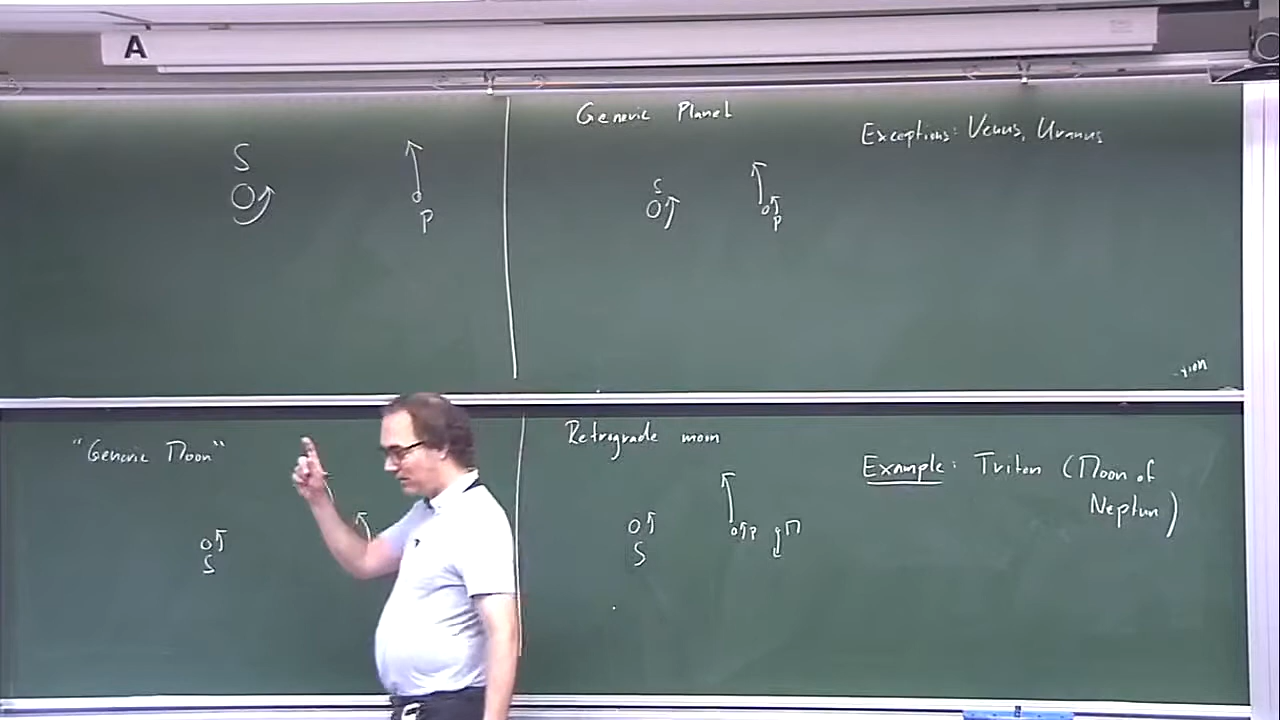 A
Generic Planet
Exceptions: Venus, Uranus
S
P
S
P
"Generic Moon"
S
Retrograde moon
S
P M
Example: Triton (Moon of
Neptun)